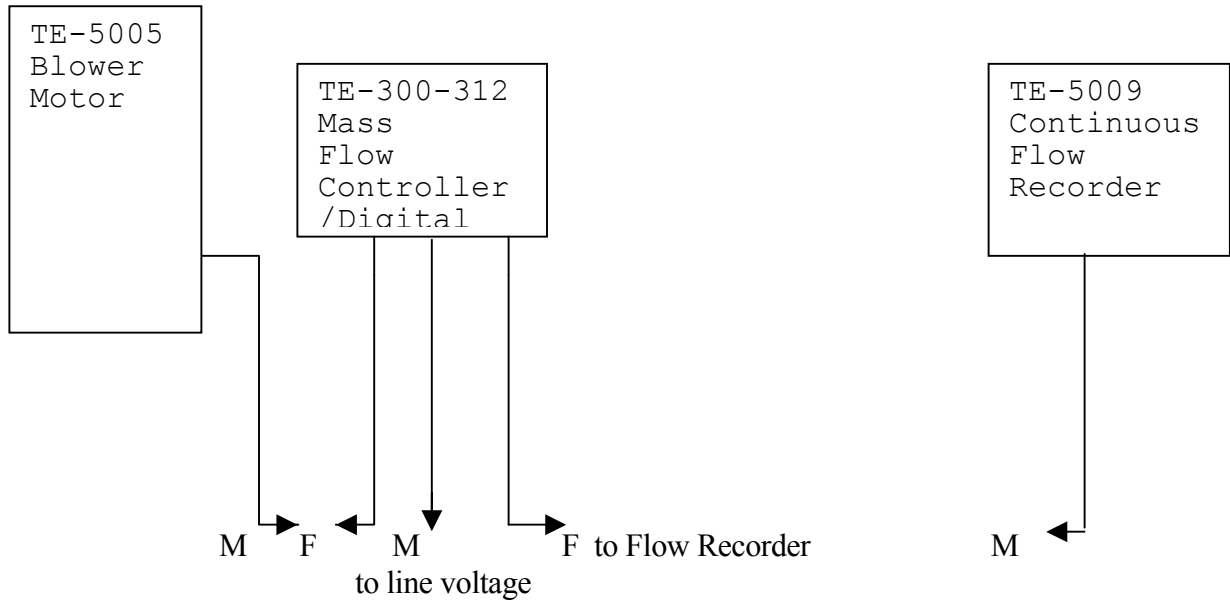 TE-5005
Blower
Motor
TE-300-312
Mass
Flow
Controller
/Digital
TE-5009
Continuous
Flow
Recorder
M F M F to Flow Recorder M
to line voltage